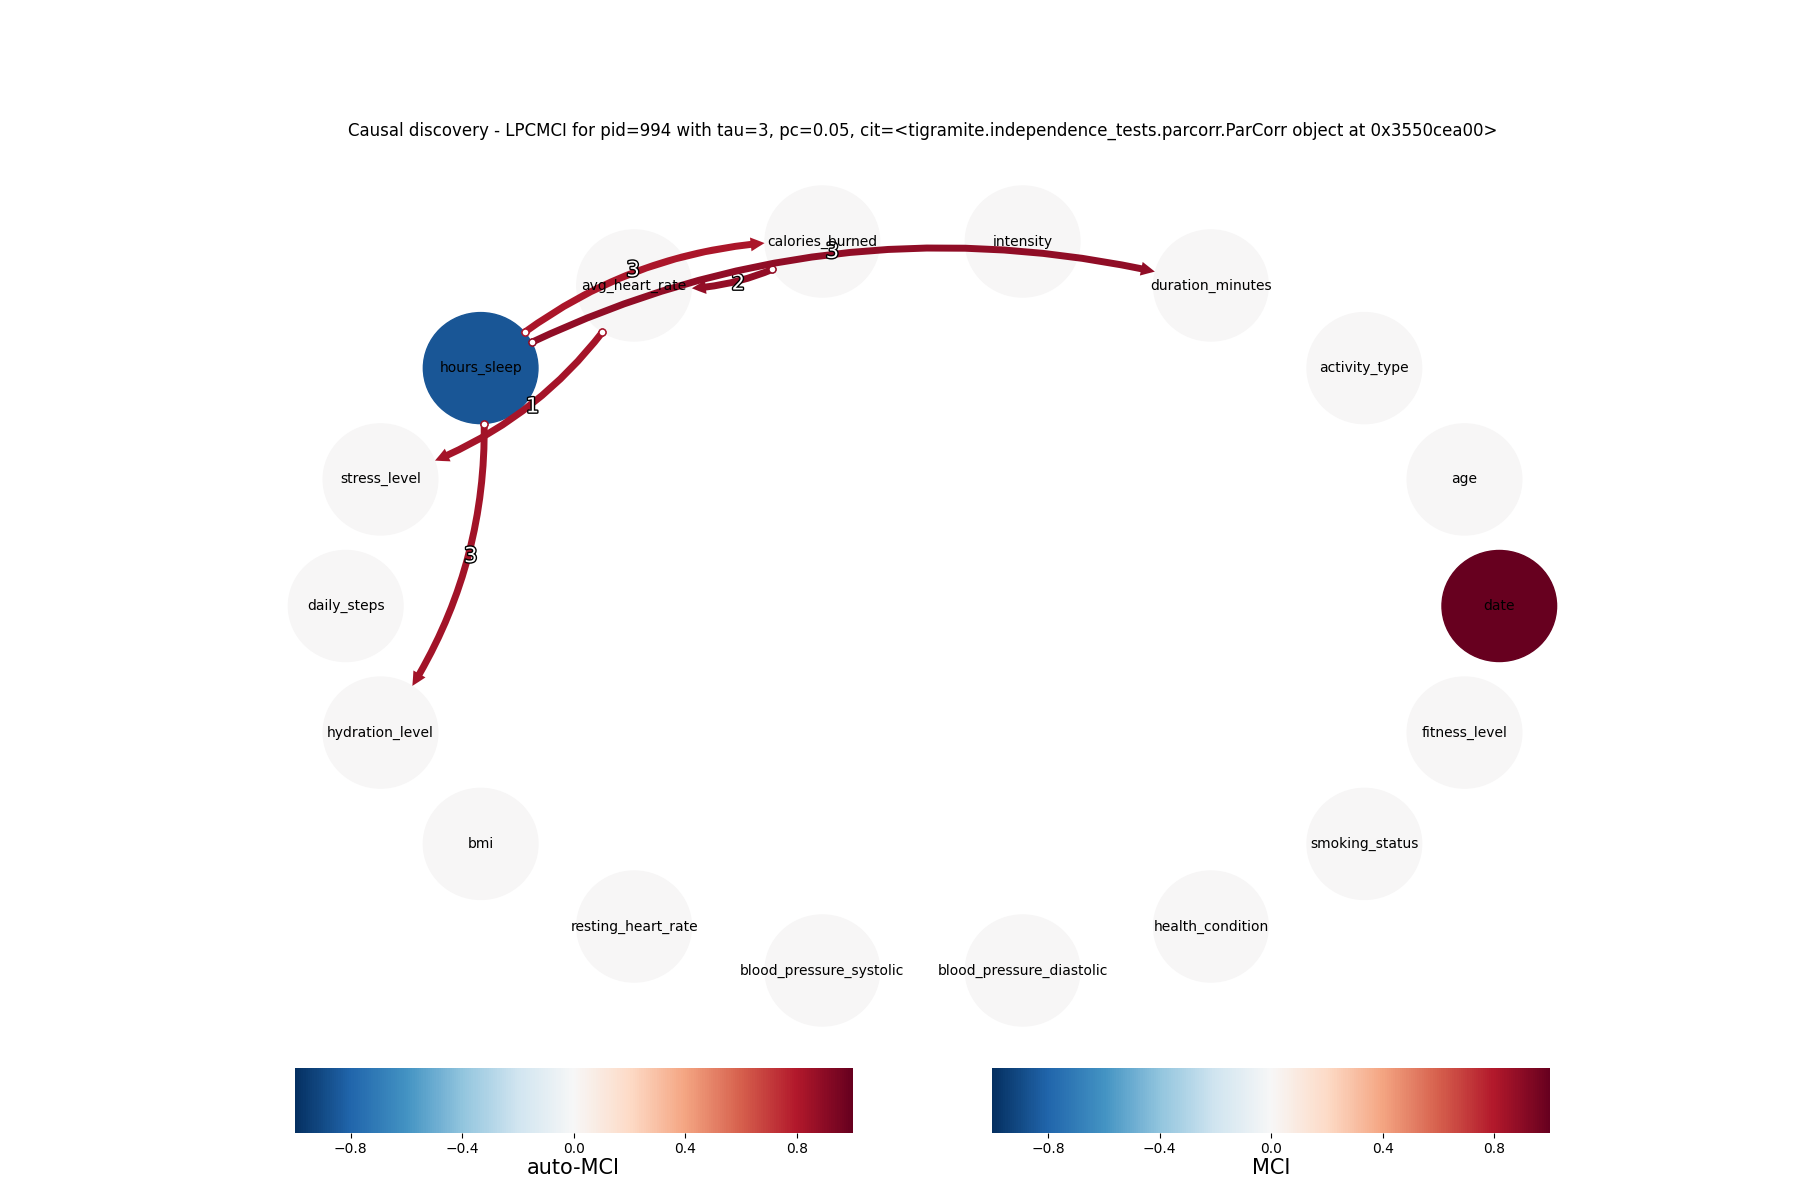 Causal discovery - LPCMCI for pid=994 with tau=3, pc=0.05, cit=<tigramite.independence_tests.parcorr.ParCorr object at 0x3550cea00>
calories_burned
intensity
3
3
avg_heart_rate
2
duration_minutes
hours_sleep
activity_type
1
stress_level
age
3
daily_steps
date
hydration_level
fitness_level
bmi
smoking_status
resting_heart_rate
health_condition
blood_pressure_systolic
blood_pressure_diastolic
−0.8 −0.4 0.0 0.4 0.8
auto-MCI
−0.8 −0.4 0.0 0.4 0.8
MCI